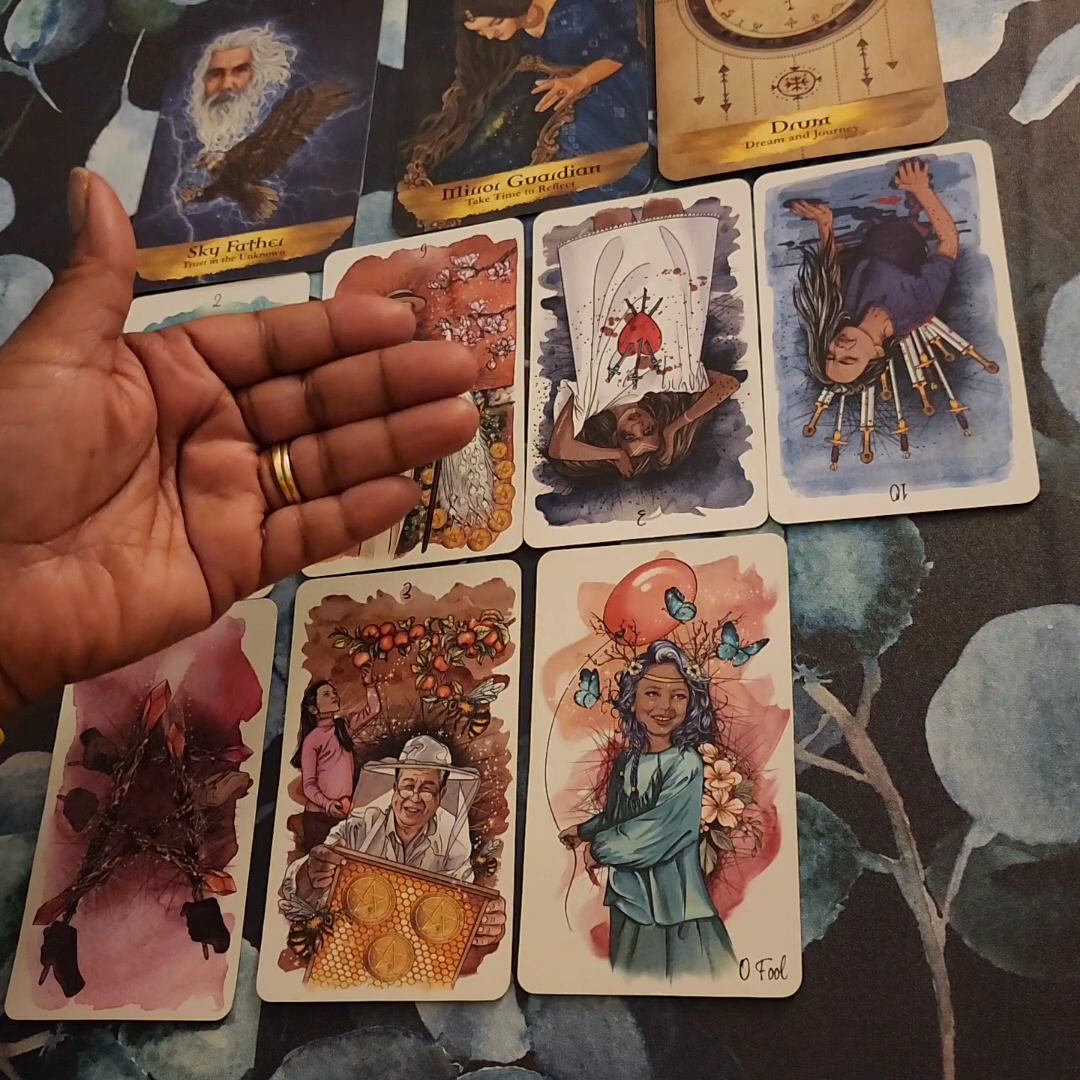 Sky Father
Trust in the Unknown
Mirror Guardian
Take Time to Reflect
Drum
Dream and Journey
2
6
3
10
3
0 Fool